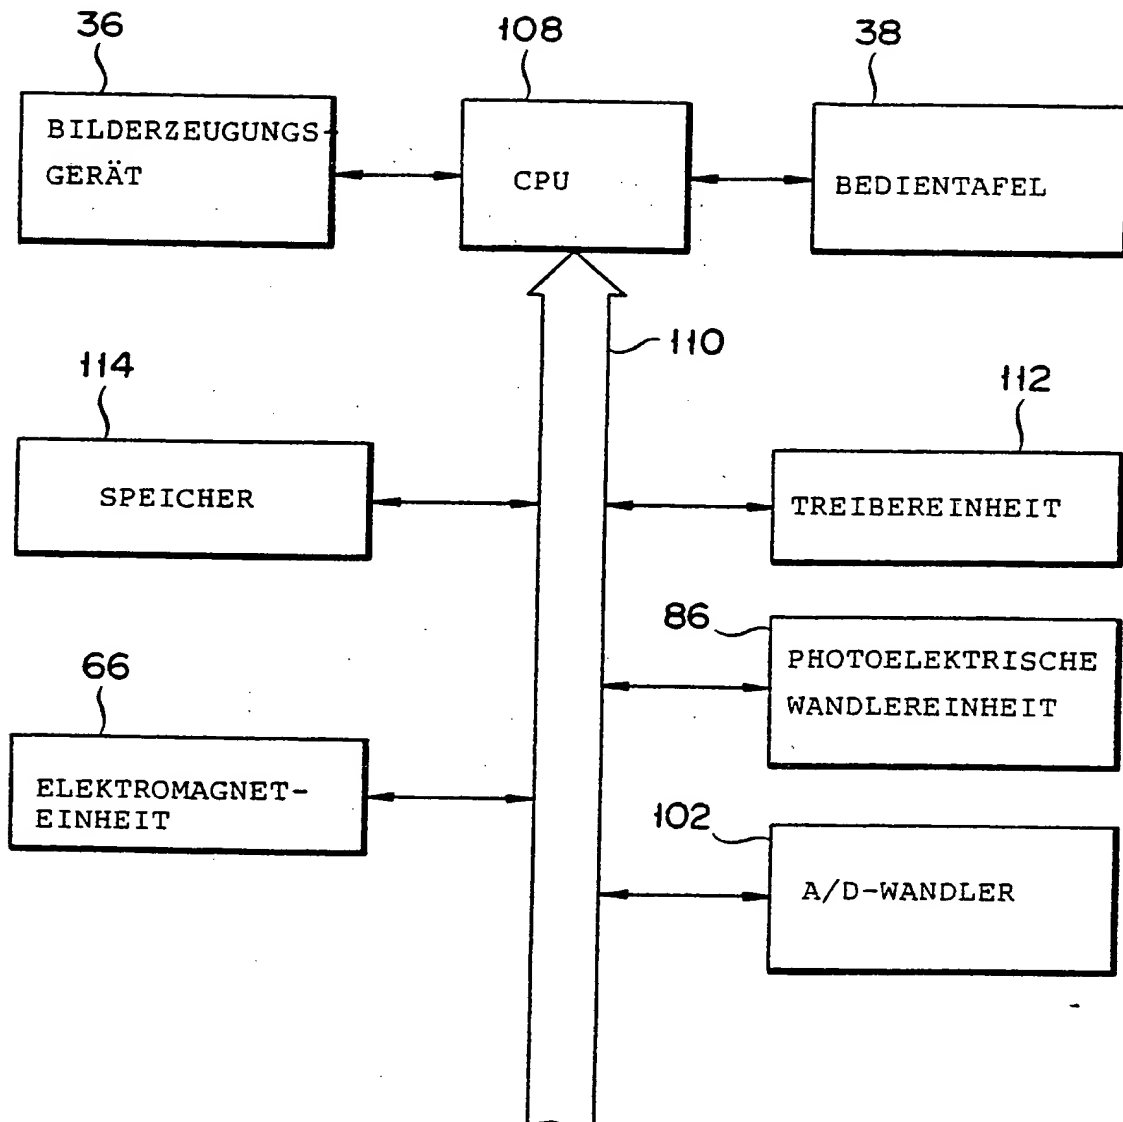 36
108
38
BILDERZEUGUNGS-
GERÄT
CPU
BEDIENTAFEL
110
114
112
SPEICHER
TREIBEREINHEIT
86
PHOTOELEKTRISCHE
WANDLEREINHEIT
66
ELEKTROMAGNET-
EINHEIT
102
A/D-WANDLER